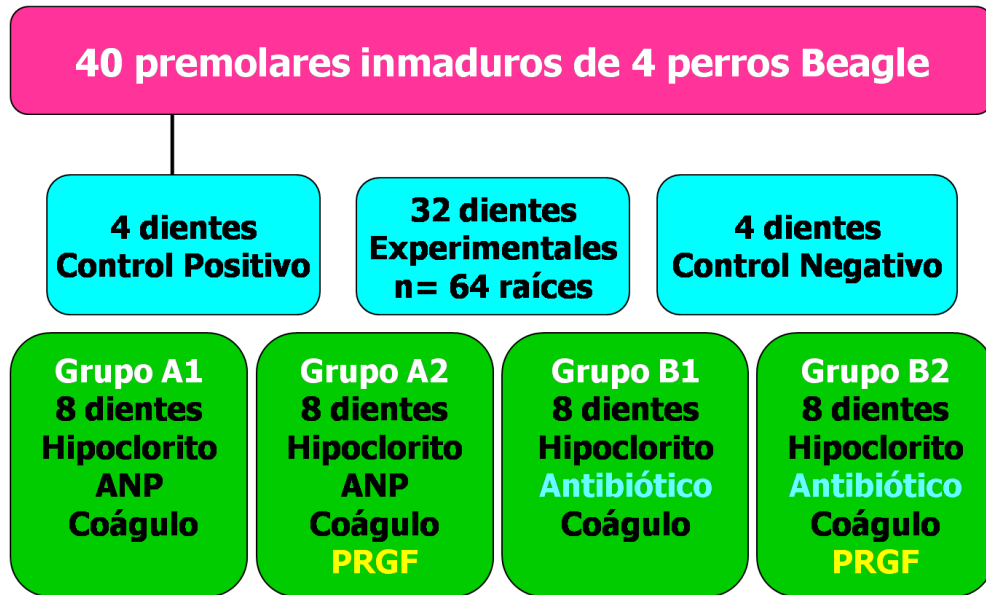 40 premolares inmaduros de 4 perros Beagle
4 dientes
Control Positivo
32 dientes
Experimentales
n= 64 raíces
4 dientes
Control Negativo
Grupo A1
8 dientes
Hipoclorito
ANP
Coágulo
Grupo A2
8 dientes
Hipoclorito
ANP
Coágulo
PRGF
Grupo B1
8 dientes
Hipoclorito
Antibiótico
Coágulo
Grupo B2
8 dientes
Hipoclorito
Antibiótico
Coágulo
PRGF